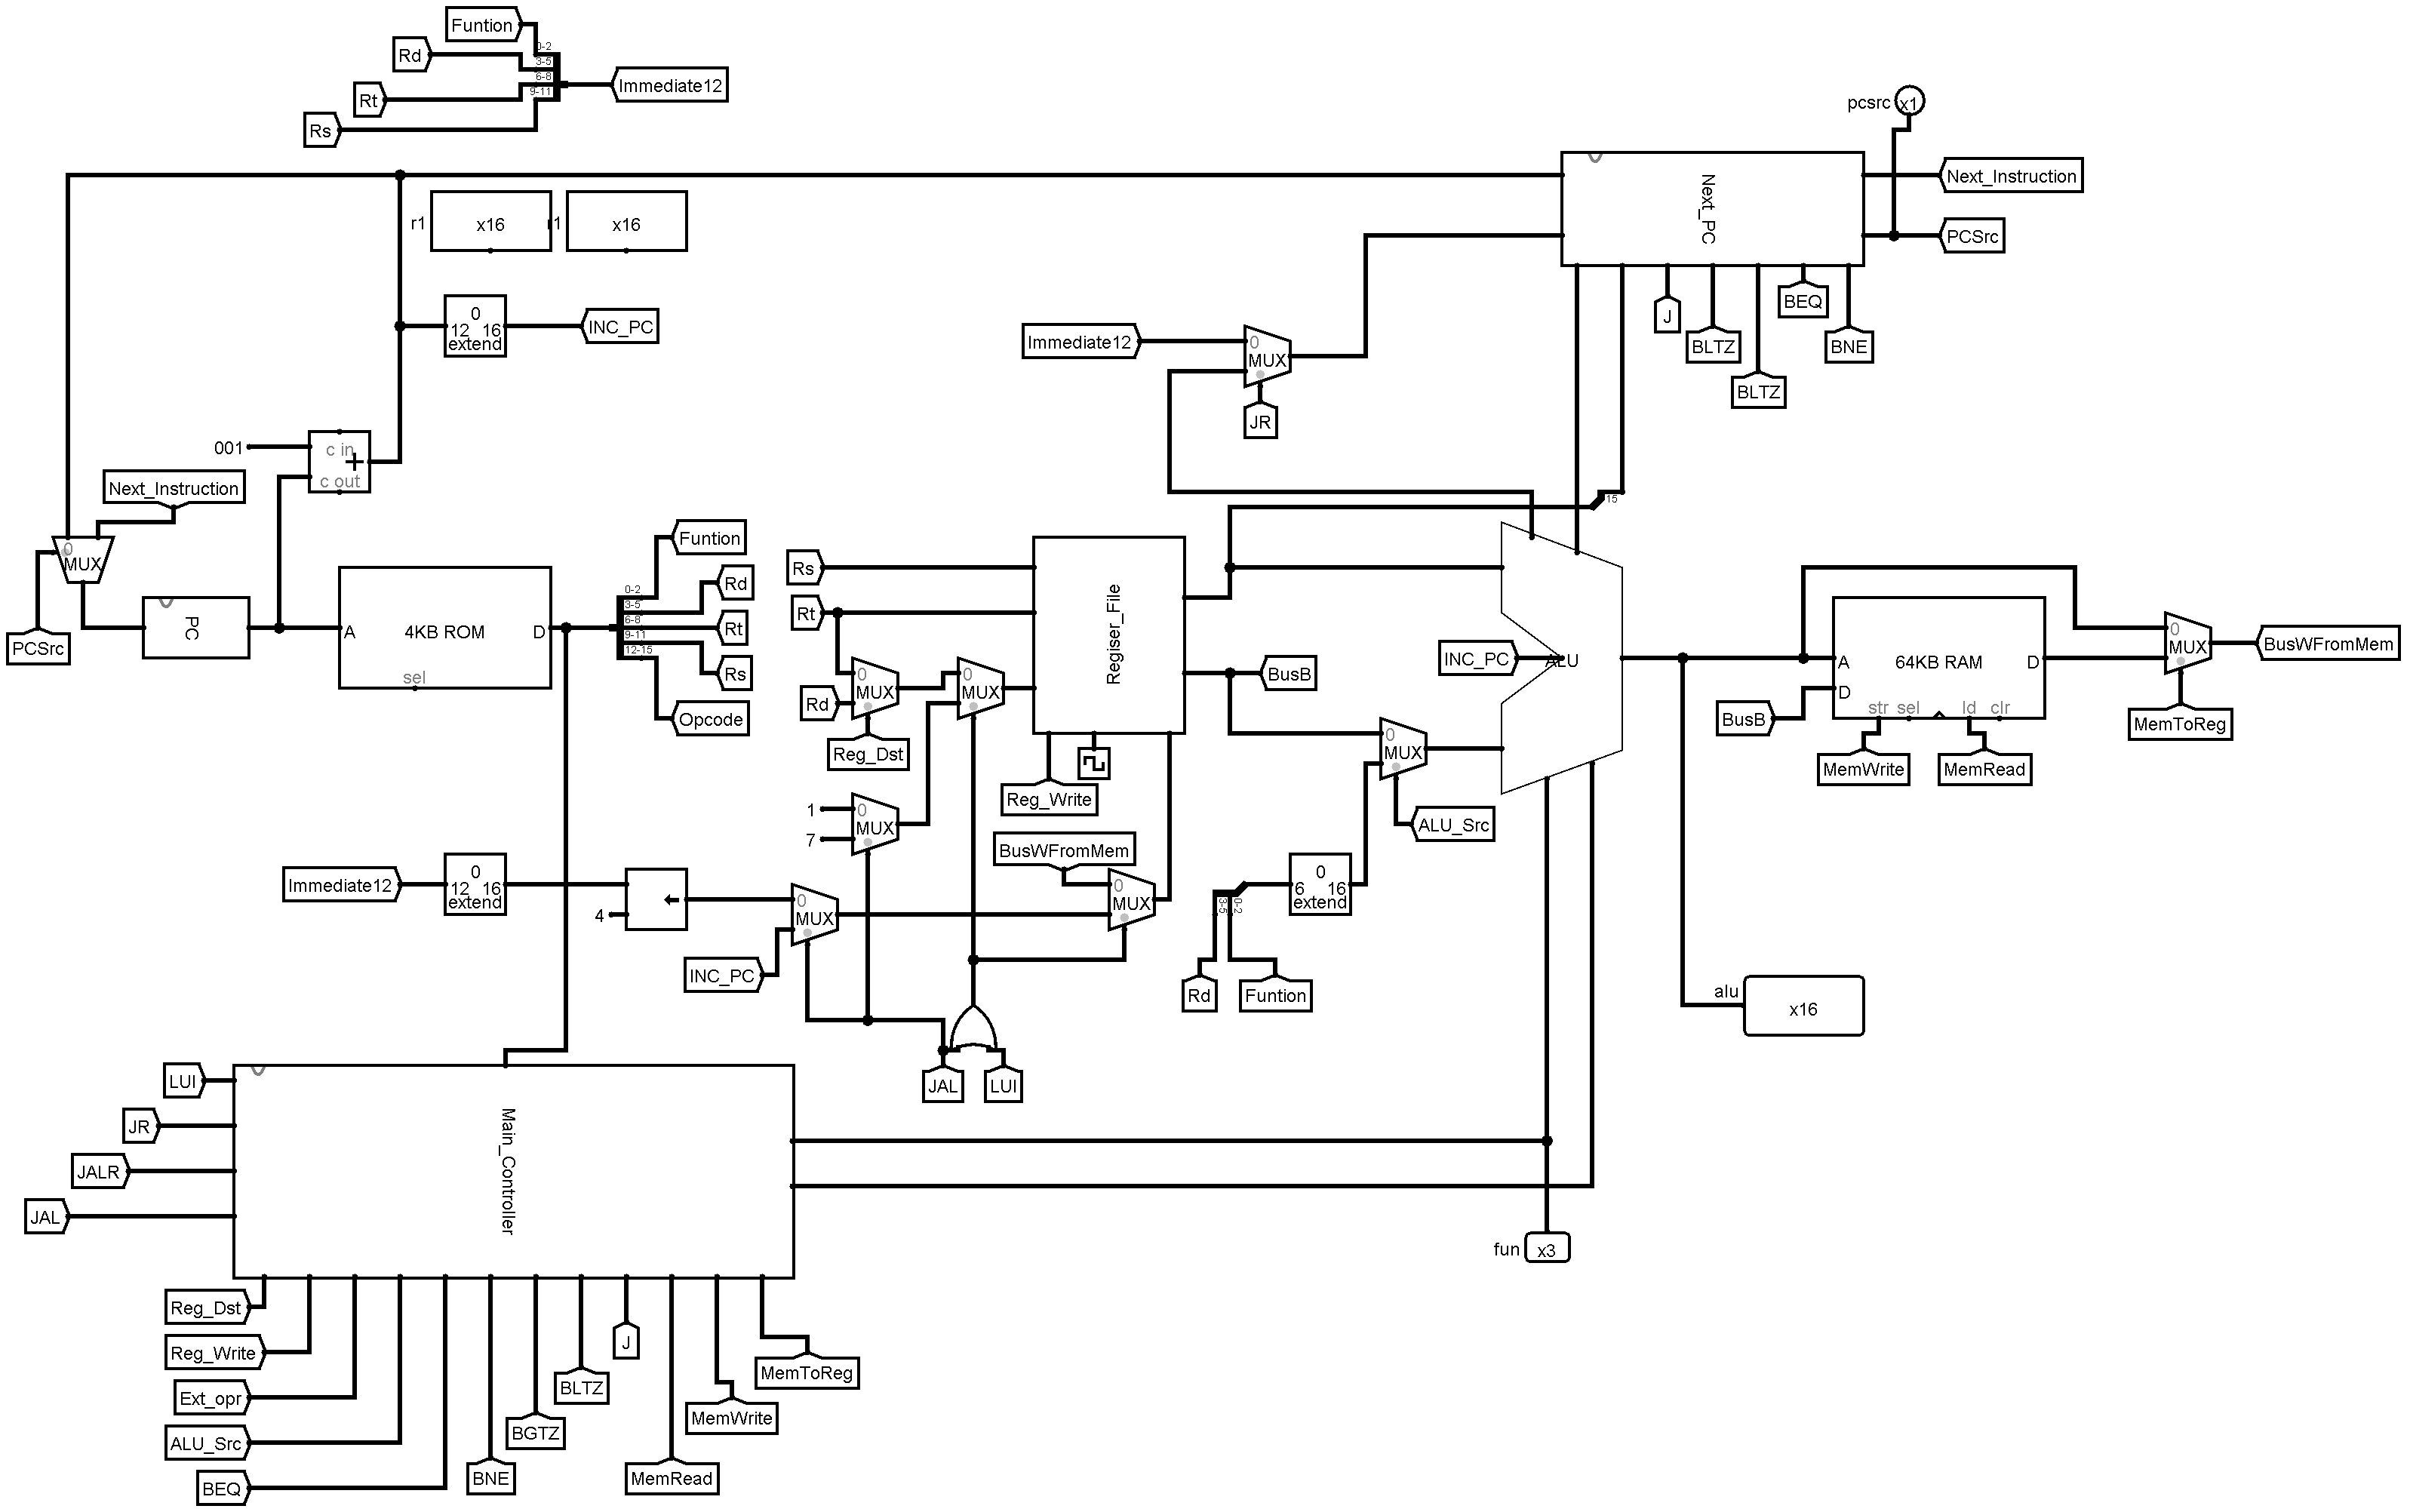 Funtion
0-2
Rd
3-5
6-8
9-11
Immediate12
Rt
Rs
pcsrc x1
Next_PC
Next_Instruction
PCSrc
r1 x16
r1 x16
0
12 16
extend
INC_PC
J
BLTZ
BLTZ
BEQ
BNE
Immediate12
0
MUX
JR
001
c in
+
c out
Next_Instruction
0
MUX
PCSrc
PC
A 4KB ROM D
sel
0-2
3-5
6-8
9-11
12-15
Funtion
Rd
Rt
Rs
Opcode
Rs
Rt
Rd
0
MUX
Reg_Dst
0
MUX
Regiser_File
Reg_Write
BusB
15
INC_PC
ALU
0
MUX
ALU_Src
A 64KB RAM D
D
str sel ld clr
BusB
MemWrite
MemRead
0
MUX
MemToReg
BusWFromMem
1
7
0
MUX
BusWFromMem
0
MUX
Immediate12
0
12 16
extend
4
0
MUX
INC_PC
3-5
0-2
0
6 16
extend
Rd
Funtion
alu x16
JAL
LUI
LUI
JR
JALR
JAL
Main_Controller
fun x3
Reg_Dst
Reg_Write
Ext_opr
ALU_Src
BEQ
BNE
BGTZ
BLTZ
J
MemRead
MemWrite
MemToReg